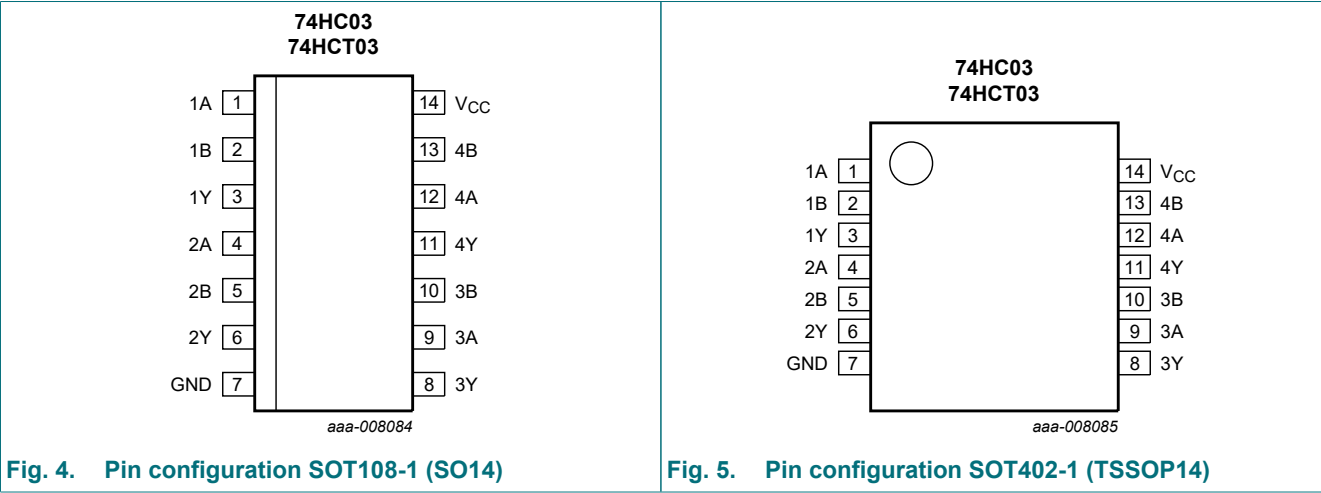 74HC03
74HCT03
1A 1 14 VCC
1B 2 13 4B
1Y 3 12 4A
2A 4 11 4Y
2B 5 10 3B
2Y 6 9 3A
GND 7 8 3Y
aaa-008084
Fig. 4. Pin configuration SOT108-1 (SO14)
74HC03
74HCT03
1A 1 14 VCC
1B 2 13 4B
1Y 3 12 4A
2A 4 11 4Y
2B 5 10 3B
2Y 6 9 3A
GND 7 8 3Y
aaa-008085
Fig. 5. Pin configuration SOT402-1 (TSSOP14)